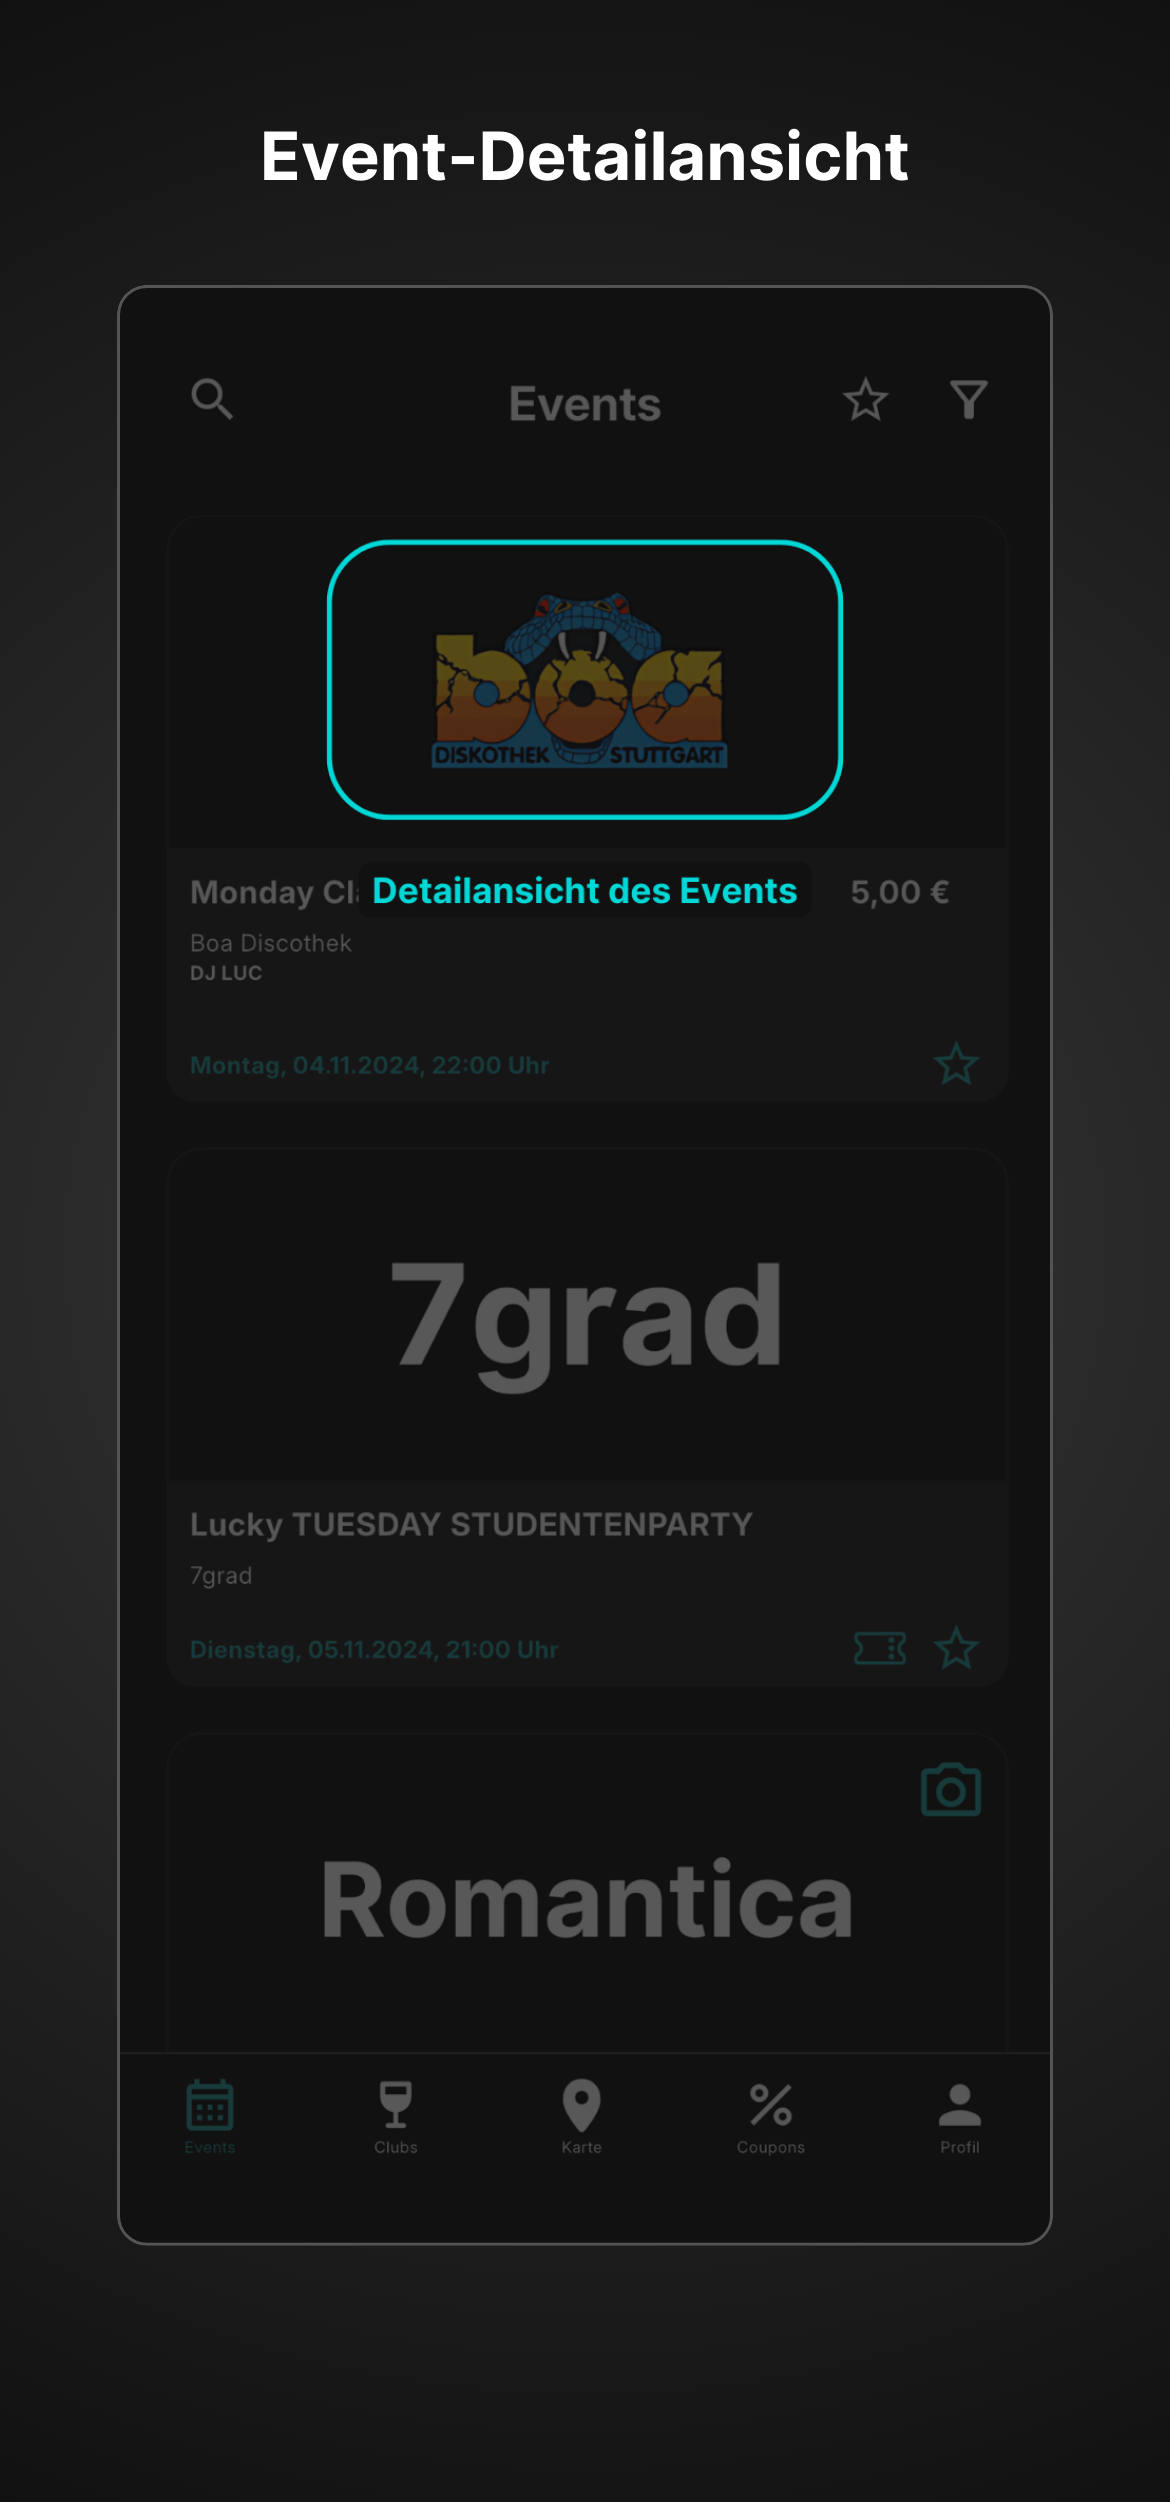 Event-Detailansicht
Events
boa
DISKOTHEK STUTTGART
Monday
Detailansicht des Events
5,00 €
Boa Discothek
DJ LUC
Montag, 04.11.2024, 22:00 Uhr
7grad
Lucky TUESDAY STUDENTENPARTY
7grad
Dienstag, 05.11.2024, 21:00 Uhr
Romantica
Events
Clubs
Karte
Coupons
Profil